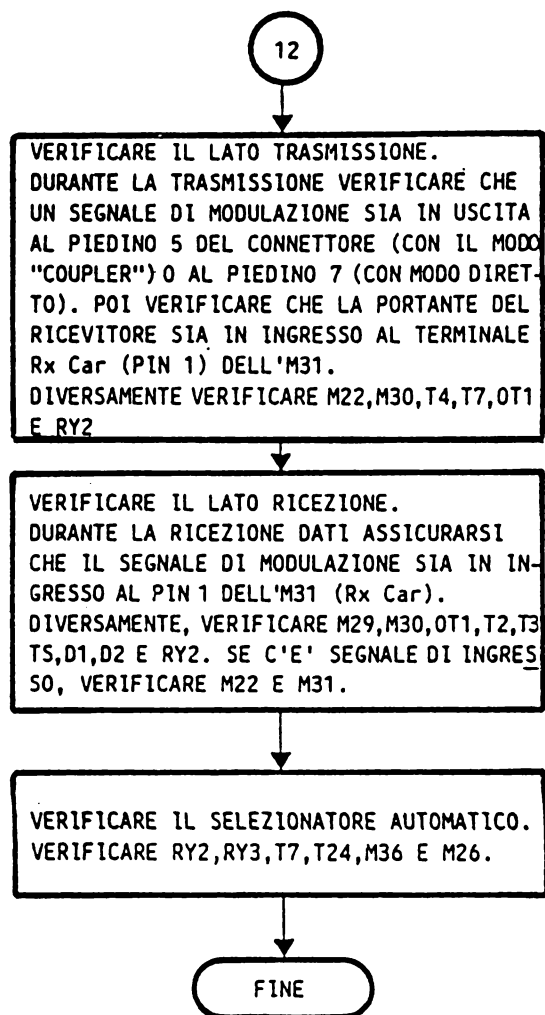 12
VERIFICARE IL LATO TRASMISSIONE.
DURANTE LA TRASMISSIONE VERIFICARE CHE
UN SEGNALE DI MODULAZIONE SIA IN USCITA
AL PIEDINO 5 DEL CONNETTORE (CON IL MODO
"COUPLER") O AL PIEDINO 7 (CON MODO DIRET-
TO). POI VERIFICARE CHE LA PORTANTE DEL
RICEVITORE SIA IN INGRESSO AL TERMINALE
Rx Car (PIN 1) DELL'M31.
DIVERSAMENTE VERIFICARE M22,M30,T4,T7,OT1
E RY2
VERIFICARE IL LATO RICEZIONE.
DURANTE LA RICEZIONE DATI ASSICURARSI
CHE IL SEGNALE DI MODULAZIONE SIA IN IN-
GRESSO AL PIN 1 DELL'M31 (Rx Car).
DIVERSAMENTE, VERIFICARE M29,M30,OT1,T2,T3
TS,D1,D2 E RY2. SE C'E' SEGNALE DI INGRES
SO, VERIFICARE M22 E M31.
VERIFICARE IL SELEZIONATORE AUTOMATICO.
VERIFICARE RY2,RY3,T7,T24,M36 E M26.
FINE